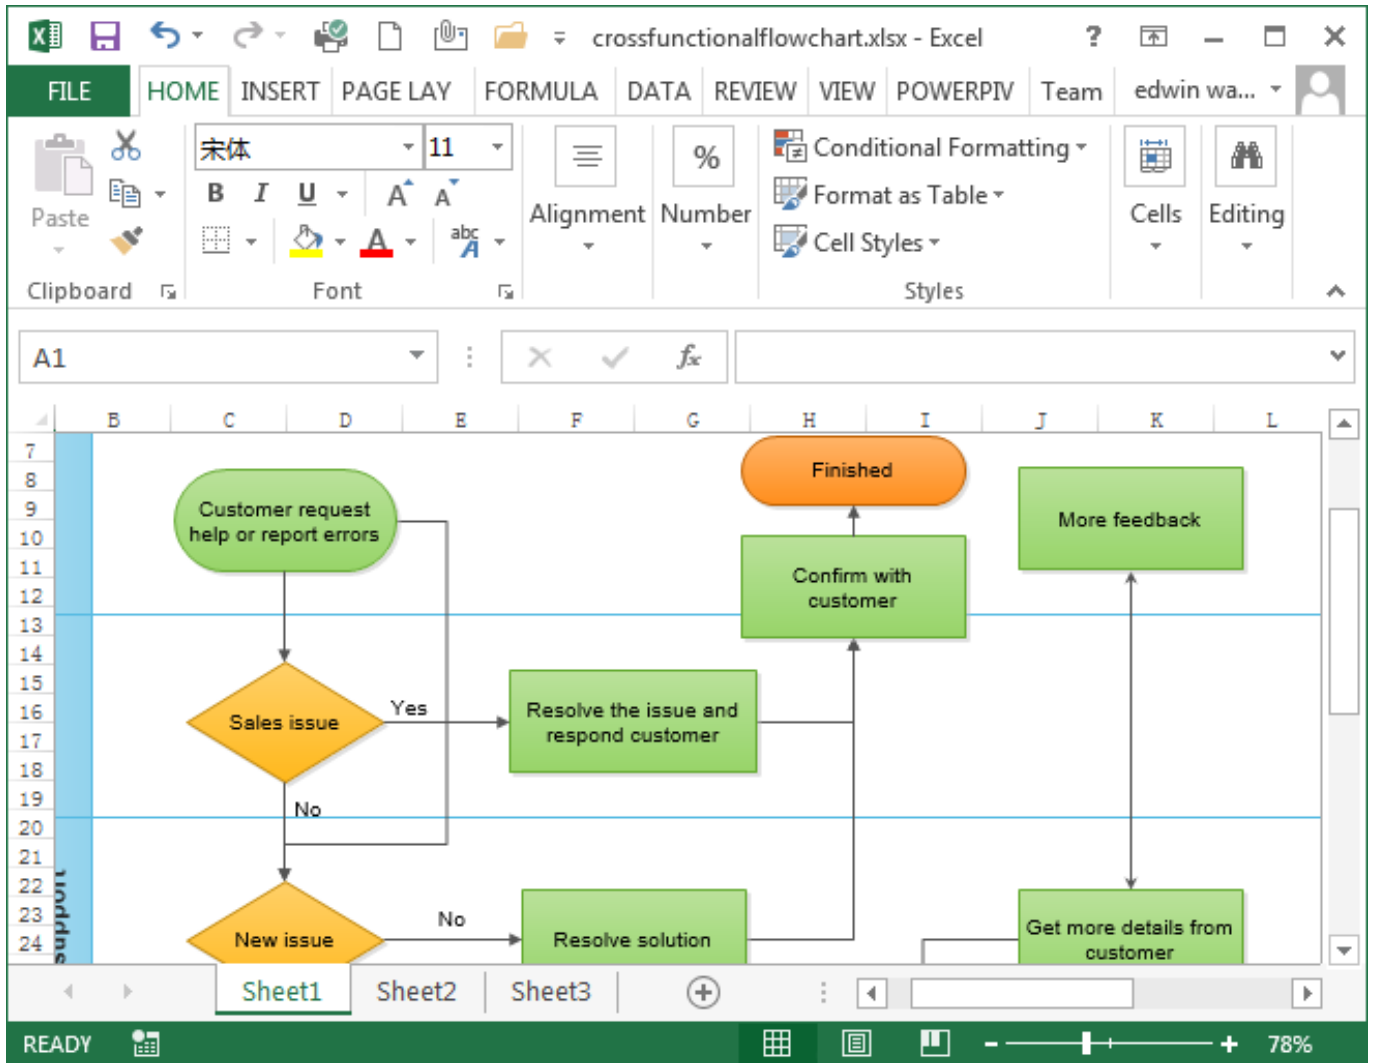 crossfunctionalflowchart.xlsx - Excel
FILE HOME INSERT PAGE LAY FORMULA DATA REVIEW VIEW POWERPIV Team edwin wa...
宋体 11
Paste
B I U A A
abc A
A
Alignment
%
Number
Conditional Formatting
Format as Table
Cell Styles
Cells
Editing
Clipboard Font Styles
A1
fx
B C D E F G H I J K L
7
8
9
10
11
12
13
14
15
16
17
18
19
20
21
22
23
24
Customer request
help or report errors
Finished
More feedback
Confirm with
customer
Sales issue
Yes
Resolve the issue and
respond customer
No
support
New issue
No
Resolve solution
Get more details from
customer
Sheet1 Sheet2 Sheet3
READY
78%